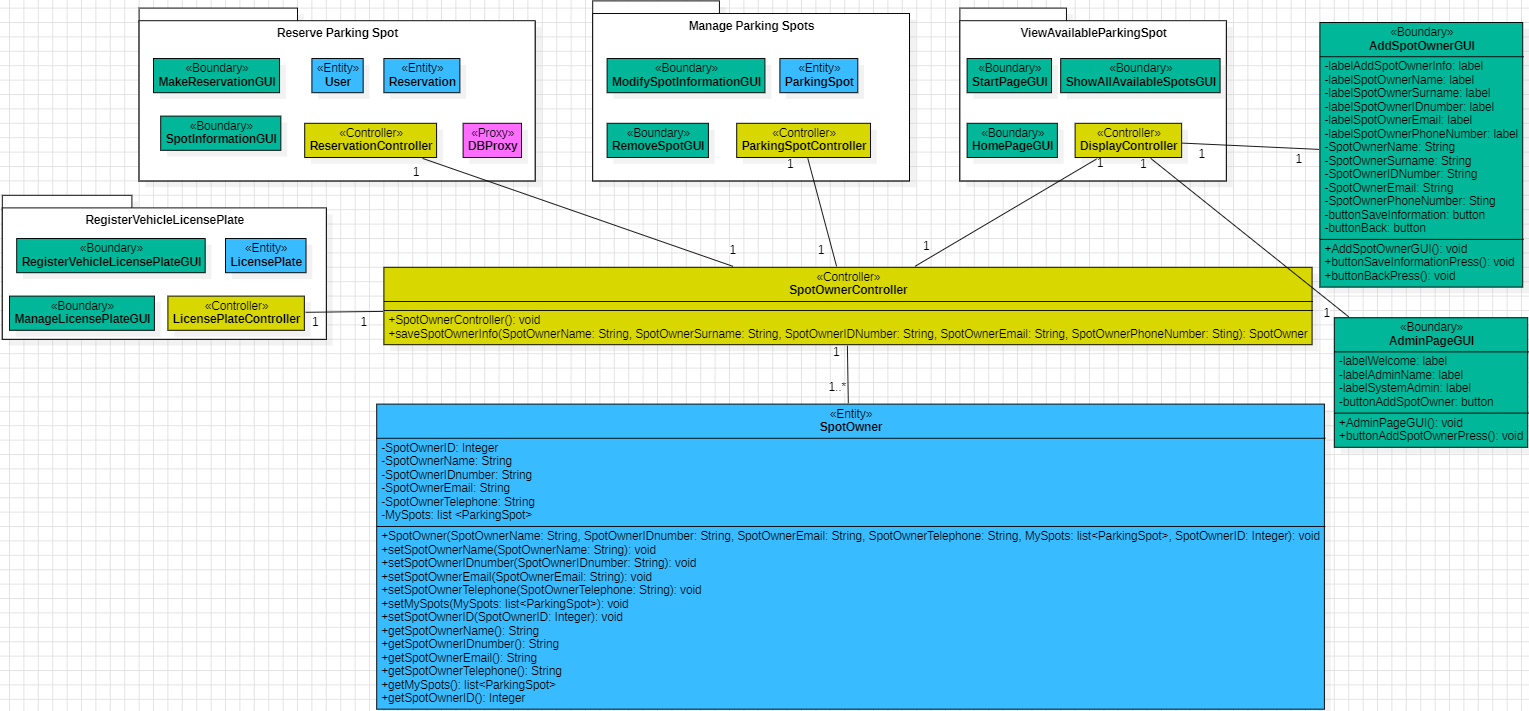 Reserve Parking Spot
«Boundary»
MakeReservationGUI
«Entity»
User
«Entity»
Reservation
«Boundary»
SpotInformationGUI
«Controller»
ReservationController
«Proxy»
DBProxy
1
Manage Parking Spots
«Boundary»
ModifySpotInformationGUI
«Entity»
ParkingSpot
«Boundary»
RemoveSpotGUI
«Controller»
ParkingSpotController
1
ViewAvailableParkingSpot
«Boundary»
StartPageGUI
«Boundary»
ShowAllAvailableSpotsGUI
«Boundary»
HomePageGUI
«Controller»
DisplayController
1
1
1
1
«Boundary»
AddSpotOwnerGUI
-labelAddSpotOwnerInfo: label
-labelSpotOwnerName: label
-labelSpotOwnerSurname: label
-labelSpotOwnerIDnumber: label
-labelSpotOwnerEmail: label
-labelSpotOwnerPhoneNumber: label
-SpotOwnerName: String
-SpotOwnerSurname: String
-SpotOwnerIDNumber: String
-SpotOwnerEmail: String
-SpotOwnerPhoneNumber: Sting
-buttonSaveInformation: button
-buttonBack: button
+AddSpotOwnerGUI(): void
+buttonSaveInformationPress(): void
+buttonBackPress(): void
RegisterVehicleLicensePlate
«Boundary»
RegisterVehicleLicensePlateGUI
«Entity»
LicensePlate
«Boundary»
ManageLicensePlateGUI
«Controller»
LicensePlateController
1
1
1
1
1
«Controller»
SpotOwnerController
+SpotOwnerController(): void
+saveSpotOwnerInfo(SpotOwnerName: String, SpotOwnerSurname: String, SpotOwnerIDNumber: String, SpotOwnerEmail: String, SpotOwnerPhoneNumber: Sting): SpotOwner
1
1..*
1
«Boundary»
AdminPageGUI
-labelWelcome: label
-labelAdminName: label
-labelSystemAdmin: label
-buttonAddSpotOwner: button
+AdminPageGUI(): void
+buttonAddSpotOwnerPress(): void
«Entity»
SpotOwner
-SpotOwnerID: Integer
-SpotOwnerName: String
-SpotOwnerIDnumber: String
-SpotOwnerEmail: String
-SpotOwnerTelephone: String
-MySpots: list <ParkingSpot>
+SpotOwner(SpotOwnerName: String, SpotOwnerIDnumber: String, SpotOwnerEmail: String, SpotOwnerTelephone: String, MySpots: list<ParkingSpot>, SpotOwnerID: Integer): void
+setSpotOwnerName(SpotOwnerName: String): void
+setSpotOwnerIDnumber(SpotOwnerIDnumber: String): void
+setSpotOwnerEmail(SpotOwnerEmail: String): void
+setSpotOwnerTelephone(SpotOwnerTelephone: String): void
+setMySpots(MySpots: list<ParkingSpot>): void
+setSpotOwnerID(SpotOwnerID: Integer): void
+getSpotOwnerName(): String
+getSpotOwnerIDnumber(): String
+getSpotOwnerEmail(): String
+getSpotOwnerTelephone(): String
+getMySpots(): list<ParkingSpot>
+getSpotOwnerID(): Integer